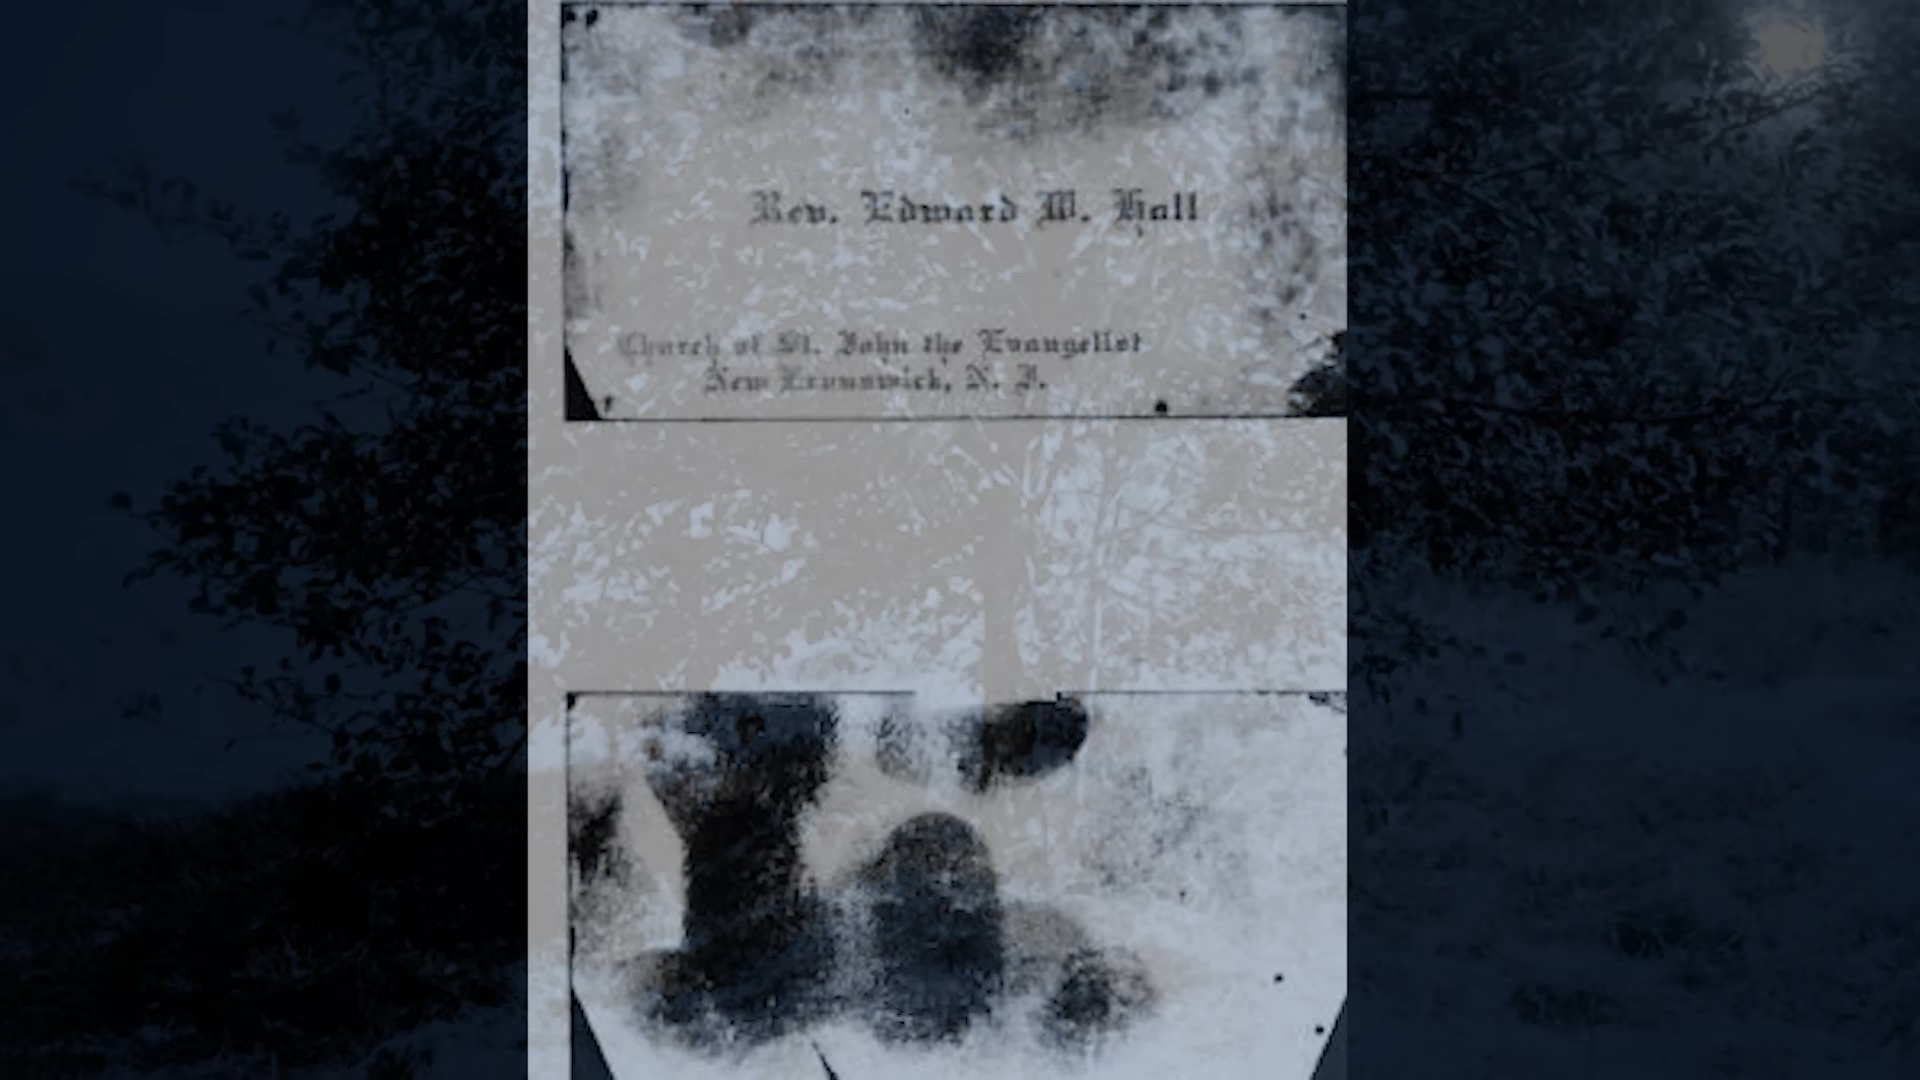 Rev. Edward W. Hall
Church of St. John the Evangelist
New Brunswick, N. J.